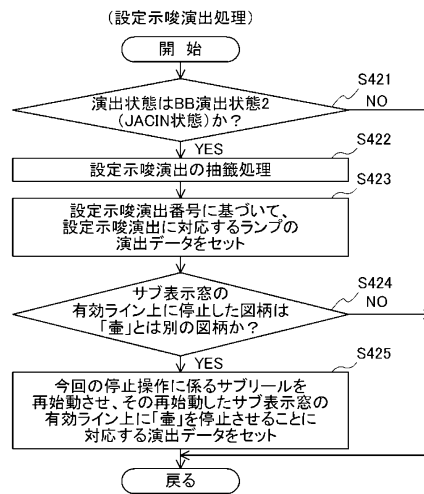 (設定示唆演出処理)
開 始
S421
演出状態はBB演出状態2
(JACIN状態)か?
NO
YES
S422
設定示唆演出の抽籤処理
S423
設定示唆演出番号に基づいて、
設定示唆演出に対応するランプの
演出データをセット
S424
サブ表示窓の
有効ライン上に停止した図柄は
「壷」とは別の図柄か?
NO
YES
S425
今回の停止操作に係るサブリールを
再始動させ、その再始動したサブ表示窓の
有効ライン上に「壷」を停止させることに
対応する演出データをセット
戻る